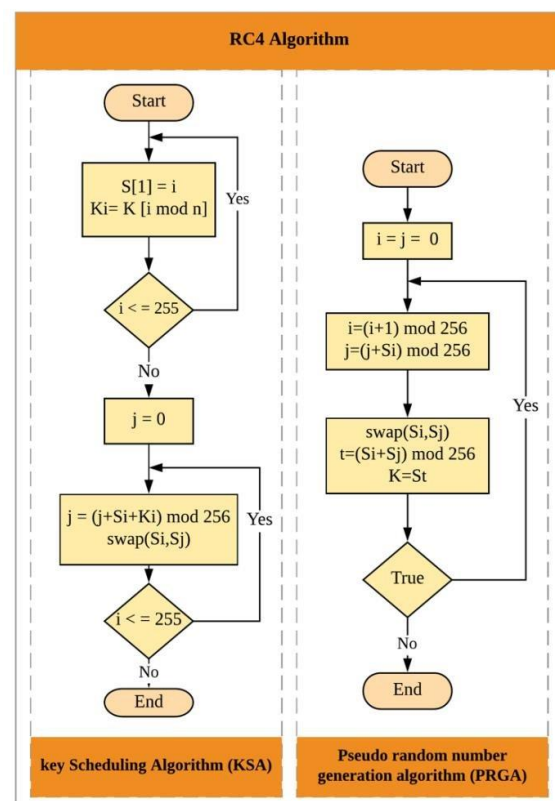 RC4 Algorithm
Start
S[1] = i
Ki= K [i mod n]
Yes
i < = 255
No
j = 0
j = (j+Si+Ki) mod 256
swap(Si,Sj)
Yes
i < = 255
No
End
key Scheduling Algorithm (KSA)
Start
i = j = 0
i=(i+1) mod 256
j=(j+Si) mod 256
Yes
swap(Si,Sj)
t=(Si+Sj) mod 256
K=St
True
No
End
Pseudo random number
generation algorithm (PRGA)